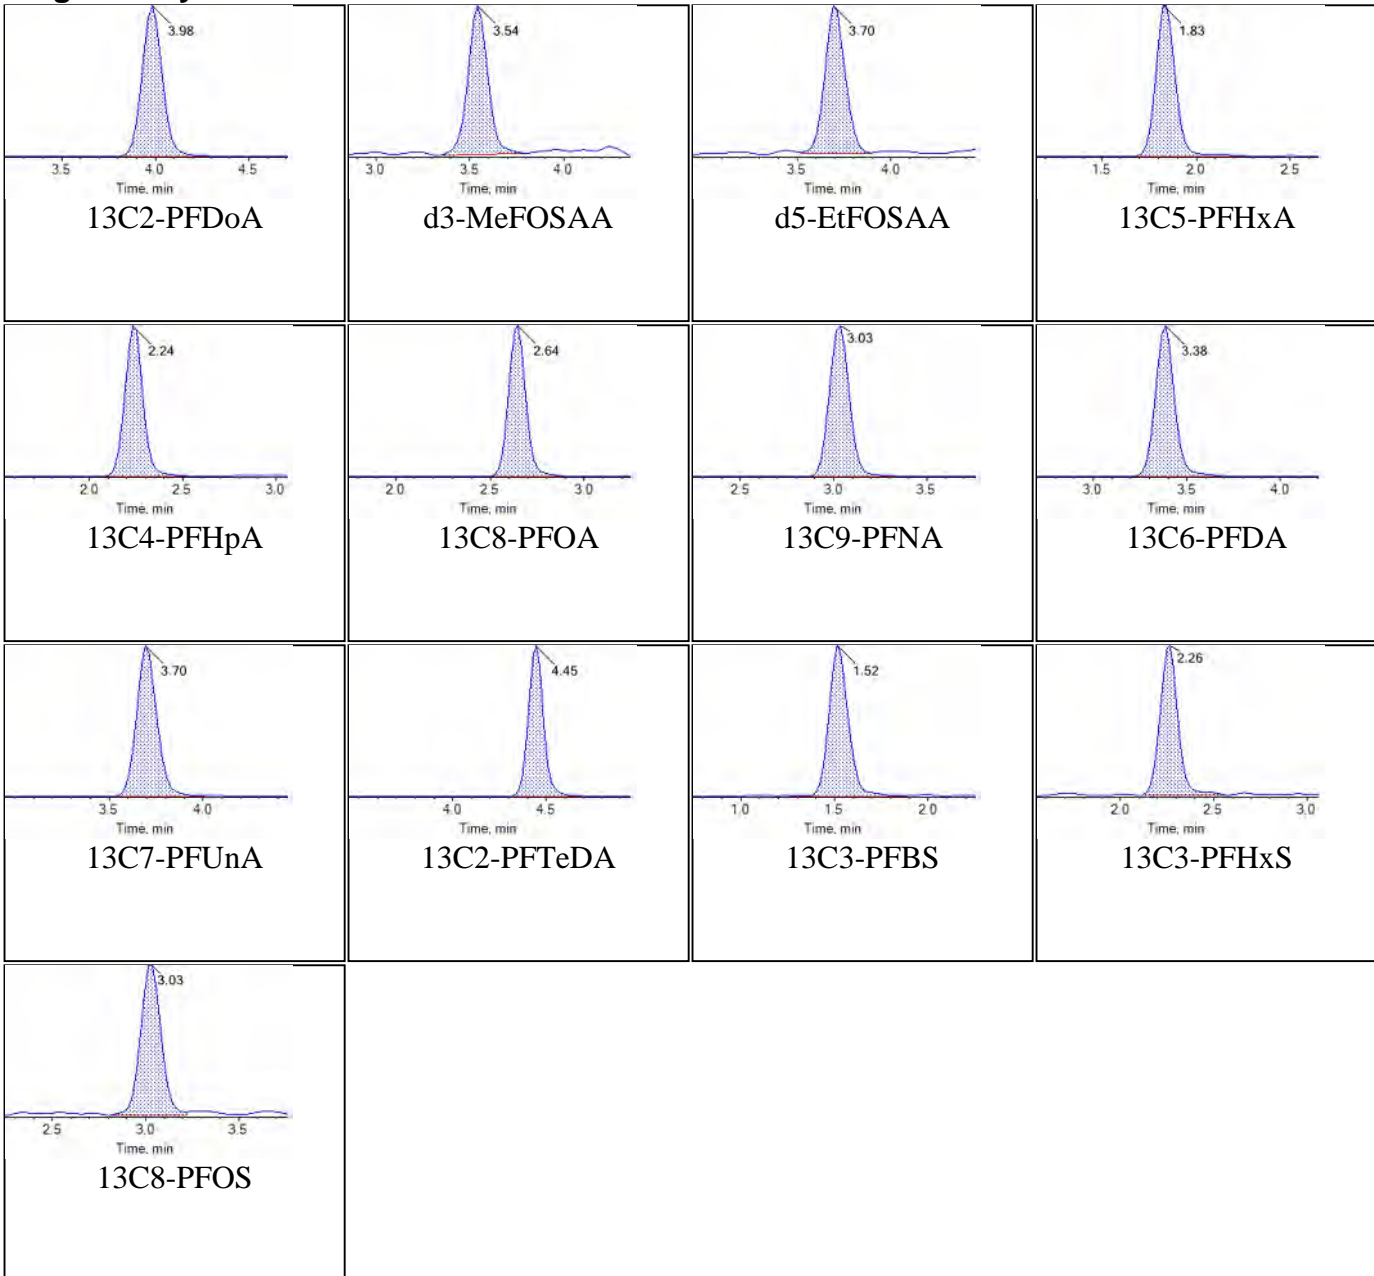 3.98
3.5 4.0 4.5
Time, min
13C2-PFDoA
3.54
3.0 3.5 4.0
Time, min
d3-MeFOSAA
3.70
3.5 4.0
Time, min
d5-EtFOSAA
1.83
1.5 2.0 2.5
Time, min
13C5-PFHxA
2.24
2.0 2.5 3.0
Time, min
13C4-PFHpA
2.64
2.0 2.5 3.0
Time, min
13C8-PFOA
3.03
2.5 3.0 3.5
Time, min
13C9-PFNA
3.38
3.0 3.5 4.0
Time, min
13C6-PFDA
3.70
3.5 4.0
Time, min
13C7-PFUnA
4.45
4.0 4.5
Time, min
13C2-PFTeDA
1.52
1.0 1.5 2.0
Time, min
13C3-PFBS
2.26
2.0 2.5 3.0
Time, min
13C3-PFHxS
3.03
2.5 3.0 3.5
Time, min
13C8-PFOS